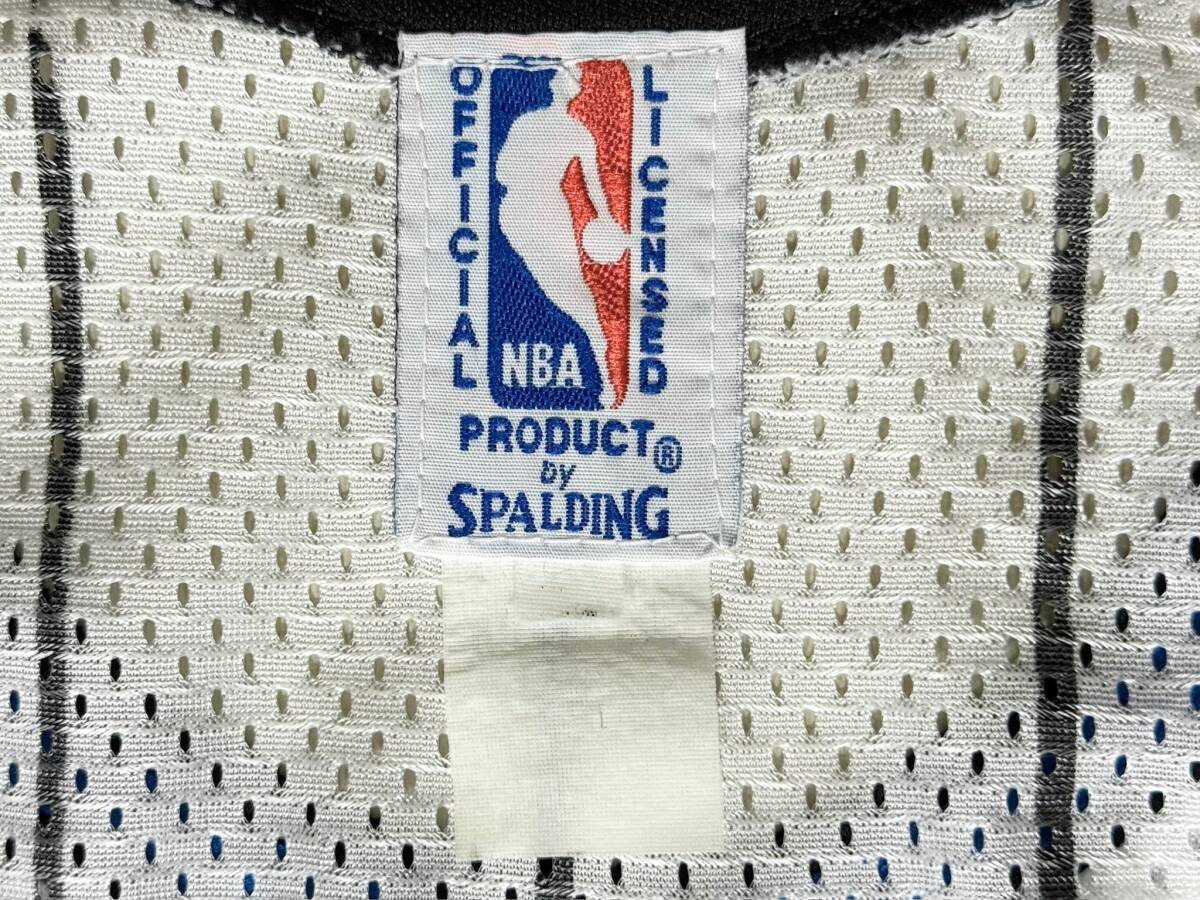 OFFICIAL
LICENSED
NBA
PRODUCT®
by
SPALDING